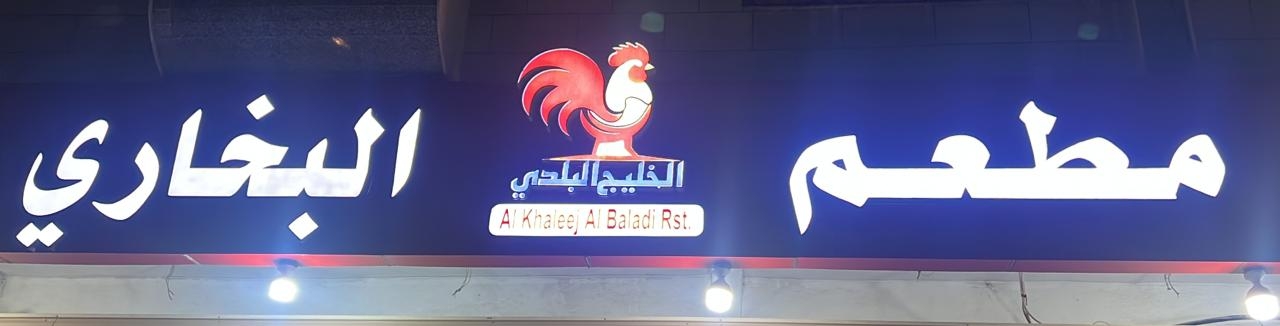 مطعم البخاري
الخليج البلدي
Al Khaleej Al Baladi Rst.